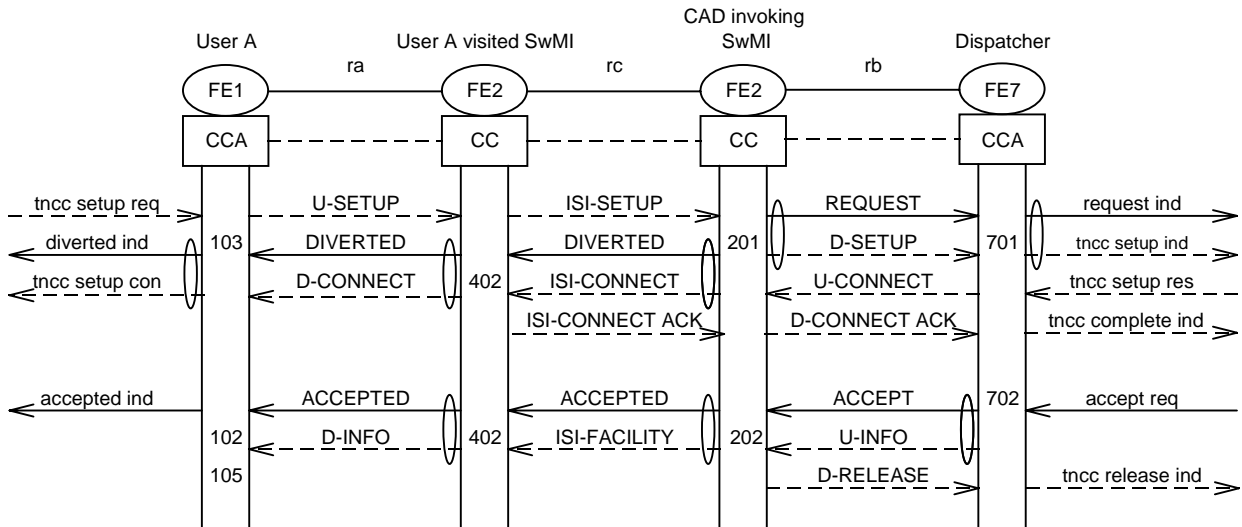 CAD invoking
User A User A visited SwMI SwMI Dispatcher
ra rc rb
FE1 FE2 FE2 FE7
CCA CC CC CCA
tncc setup req U-SETUP ISI-SETUP REQUEST request ind
diverted ind 103 DIVERTED DIVERTED 201 D-SETUP 701 tncc setup ind
tncc setup con D-CONNECT 402 ISI-CONNECT U-CONNECT tncc setup res
ISI-CONNECT ACK D-CONNECT ACK tncc complete ind
accepted ind ACCEPTED ACCEPTED ACCEPT 702 accept req
102 D-INFO 402 ISI-FACILITY 202 U-INFO
105 D-RELEASE tncc release ind